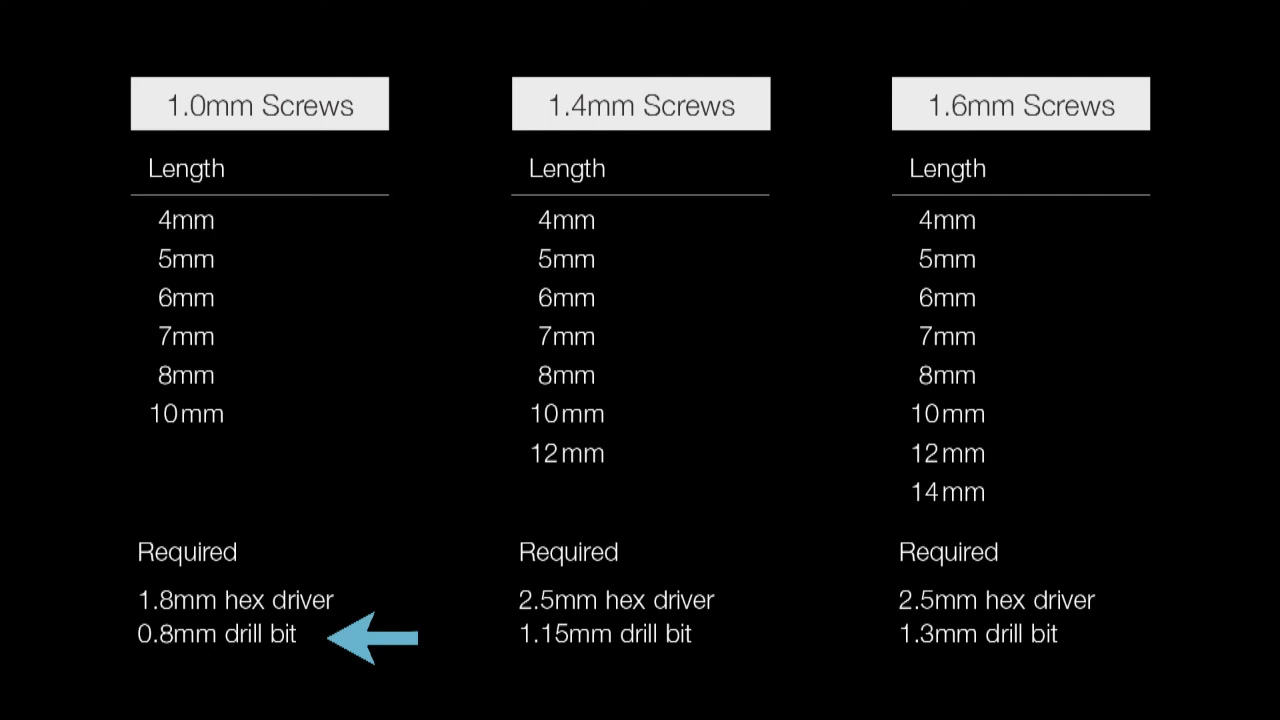 1.0mm Screws
Length
4mm
5mm
6mm
7mm
8mm
10mm
Required
1.8mm hex driver
0.8mm drill bit
1.4mm Screws
Length
4mm
5mm
6mm
7mm
8mm
10mm
12mm
Required
2.5mm hex driver
1.15mm drill bit
1.6mm Screws
Length
4mm
5mm
6mm
7mm
8mm
10mm
12mm
14mm
Required
2.5mm hex driver
1.3mm drill bit